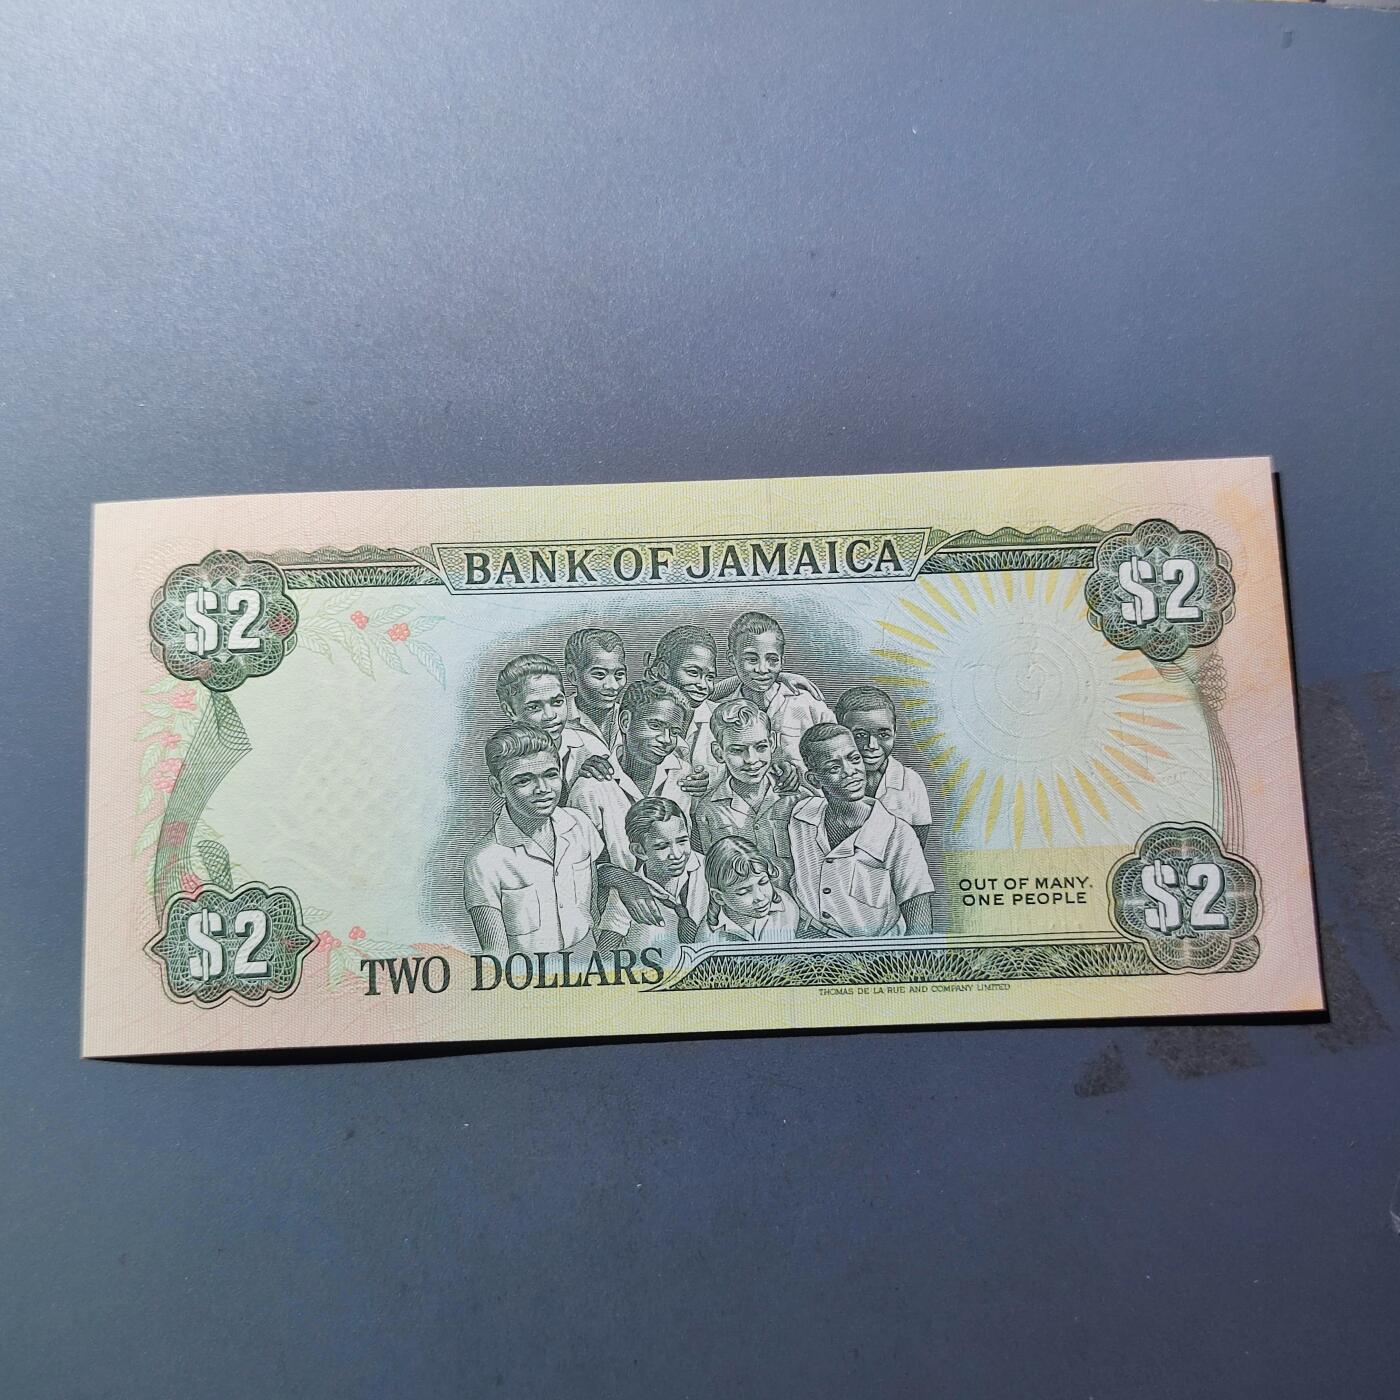 BANK OF JAMAICA
$2
$2
OUT OF MANY,
ONE PEOPLE
$2
$2
TWO DOLLARS
THOMAS DE LA RUE AND COMPANY LIMITED